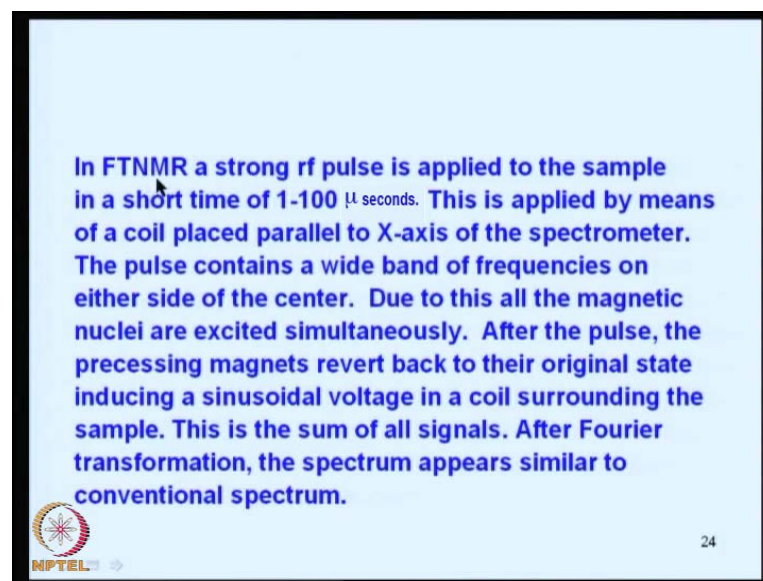 In FTNMR a strong rf pulse is applied to the sample
in a short time of 1-100 μ seconds. This is applied by means
of a coil placed parallel to X-axis of the spectrometer.
The pulse contains a wide band of frequencies on
either side of the center. Due to this all the magnetic
nuclei are excited simultaneously. After the pulse, the
precessing magnets revert back to their original state
inducing a sinusoidal voltage in a coil surrounding the
sample. This is the sum of all signals. After Fourier
transformation, the spectrum appears similar to
conventional spectrum.
24
NPTEL